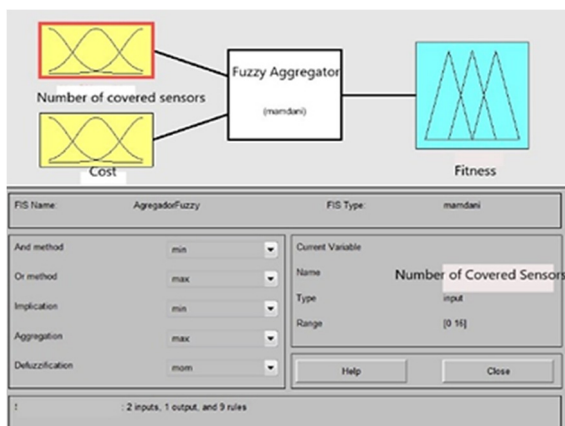 Fuzzy Aggregator
Number of covered sensors
(mamdani)
Cost
Fitness
FIS Name: AgregadorFuzzy FIS Type: mamdani
And method min
Or method max
Implication min
Aggregation max
Defuzzification mom
Current Variable
Name Number of Covered Sensors
Type input
Range [0 16]
Help Close
: 2 inputs, 1 output, and 9 rules